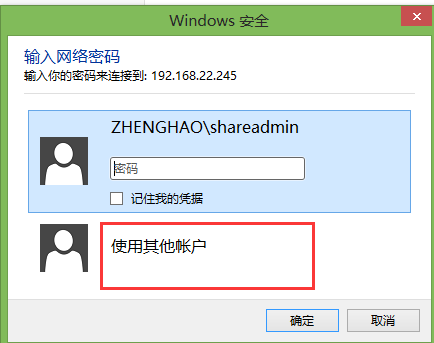 Windows 安全
输入网络密码
输入你的密码来连接到: 192.168.22.245
ZHENGHAO\shareadmin
密码
记住我的凭据
使用其他帐户
确定
取消